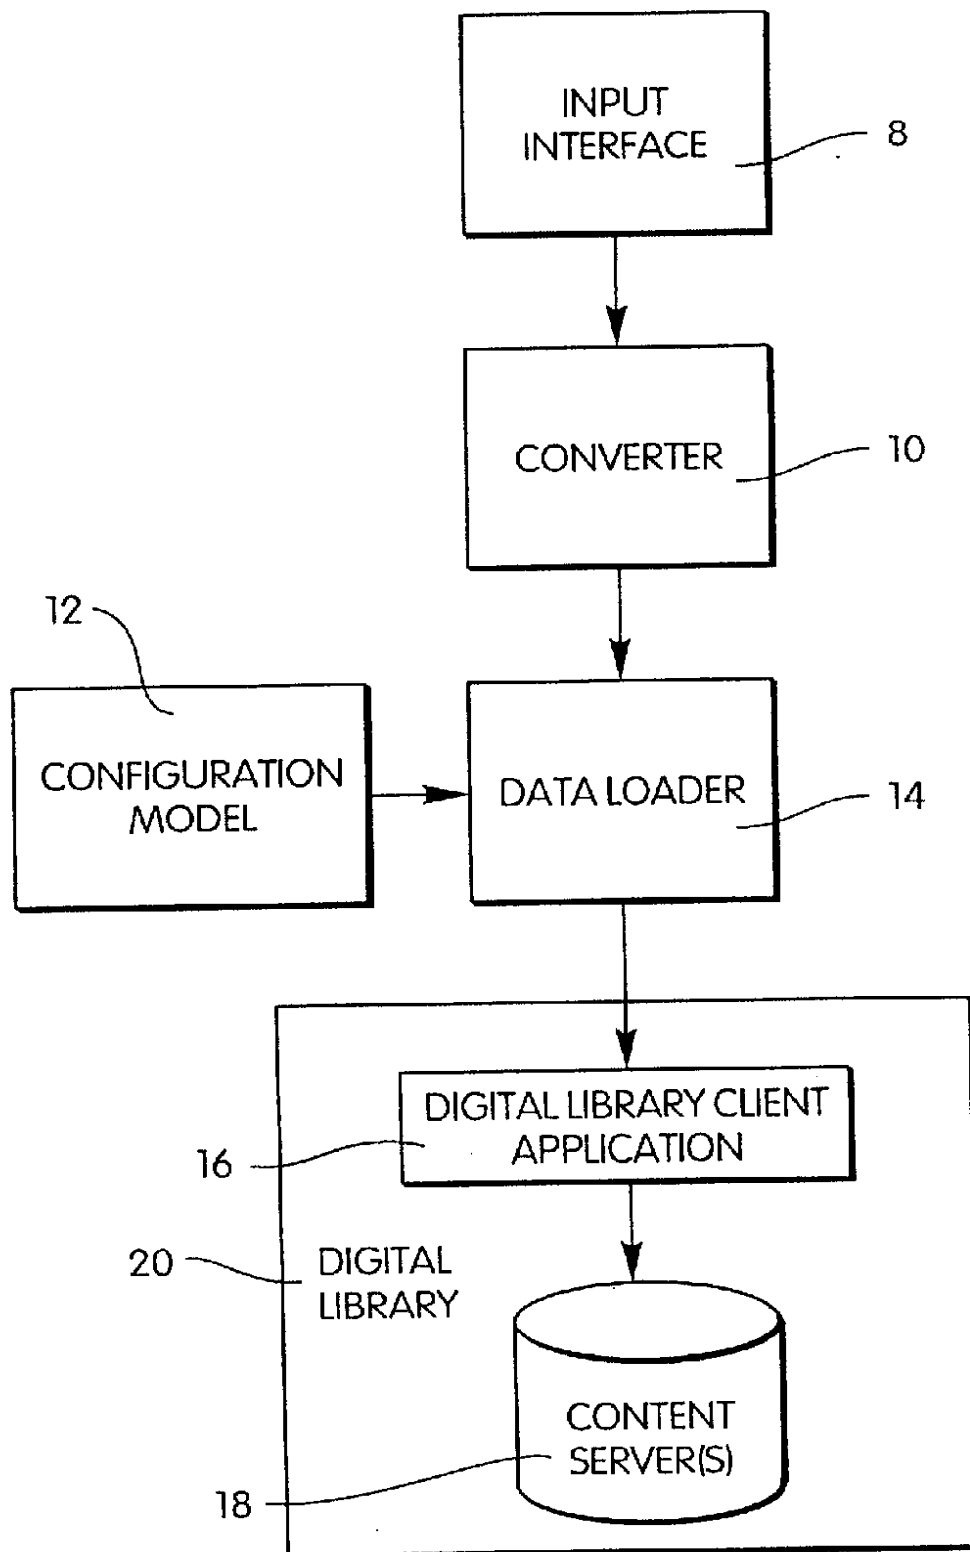 INPUT
INTERFACE
8
CONVERTER
10
12
CONFIGURATION
MODEL
DATA LOADER
14
DIGITAL LIBRARY CLIENT
APPLICATION
16
20
DIGITAL
LIBRARY
CONTENT
SERVER(S)
18